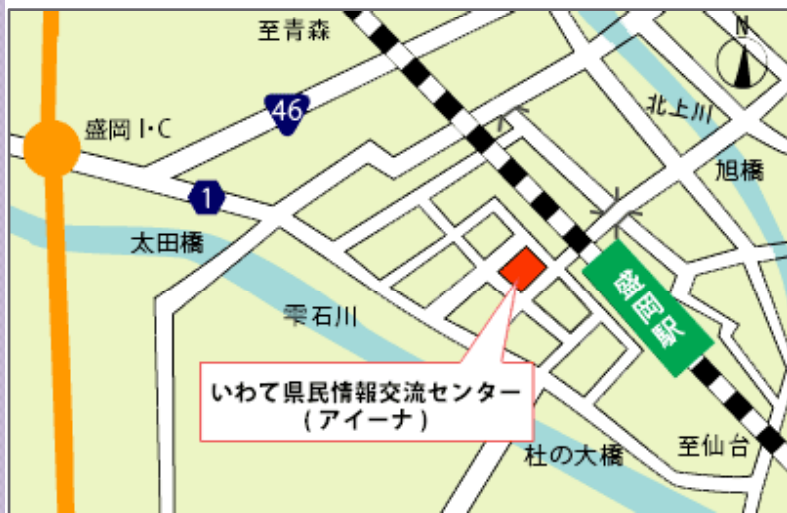 至青森
N
46
盛岡 I・C
北上川
1
旭橋
太田橋
雫石川
盛岡駅
いわて県民情報交流センター
(アイーナ)
杜の大橋
至仙台